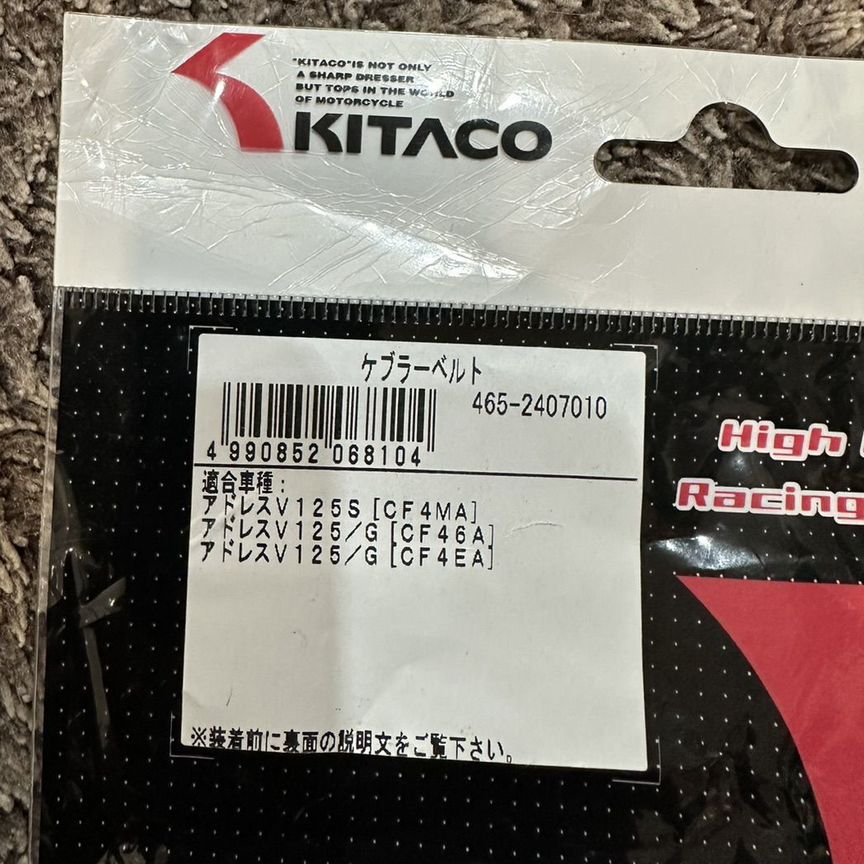 "KITACO"IS NOT ONLY
A SHARP DRESSER
BUT TOPS IN THE WORLD
OF MOTORCYCLE
KITACO
ケブラーベルト
465-2407010
4 990852 068104
適合車種:
アドレスV125S [CF4MA]
アドレスV125/G [CF46A]
アドレスV125/G [CF4EA]
※装着前に裏面の説明文をご覧下さい。
High
Racing